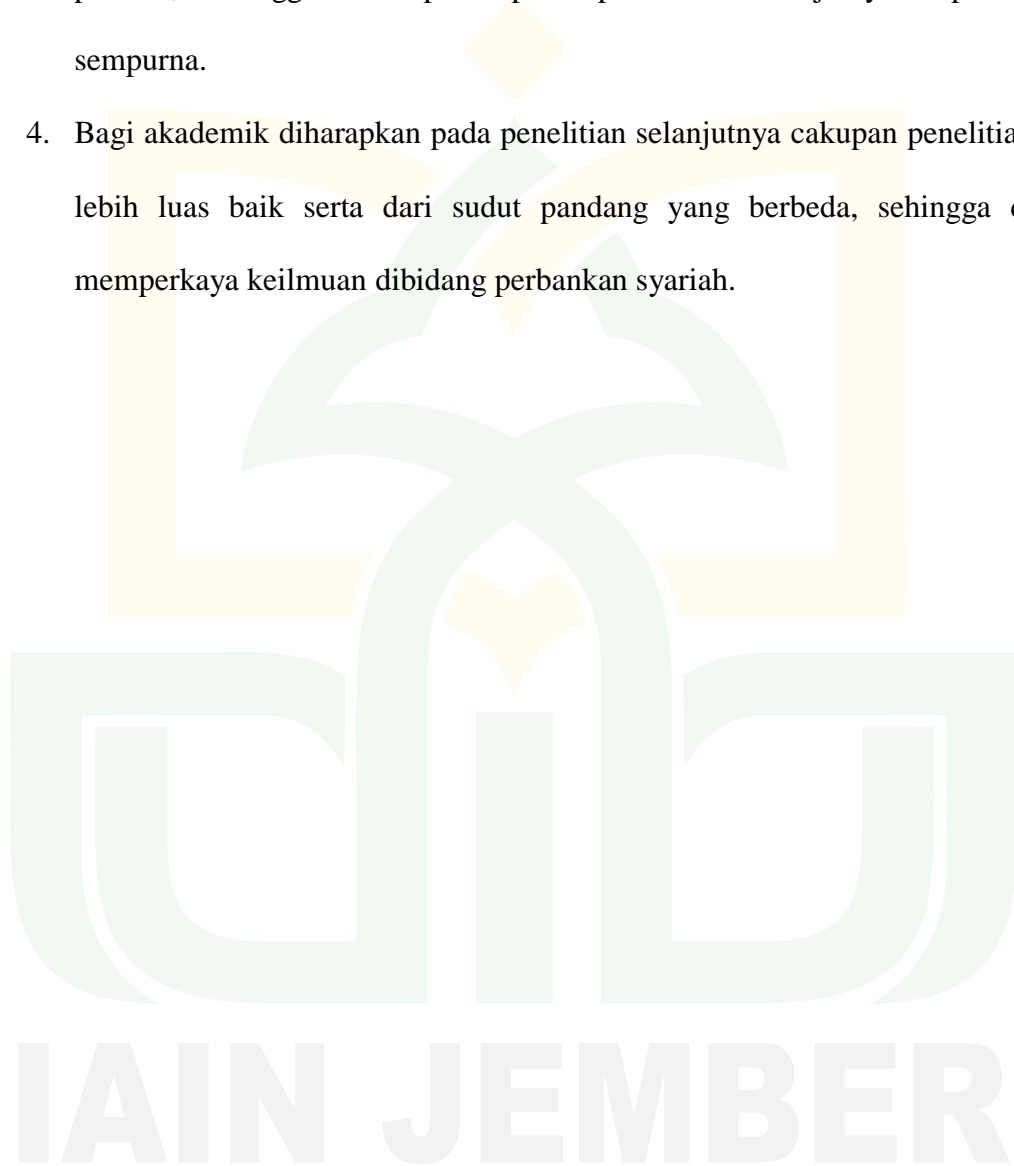 sempurna.
4. Bagi akademik diharapkan pada penelitian selanjutnya cakupan
lebih luas baik serta dari sudut pandang yang berbeda, sehingga
memperkaya keilmuan dibidang perbankan syariah.
IAIN JEMBER